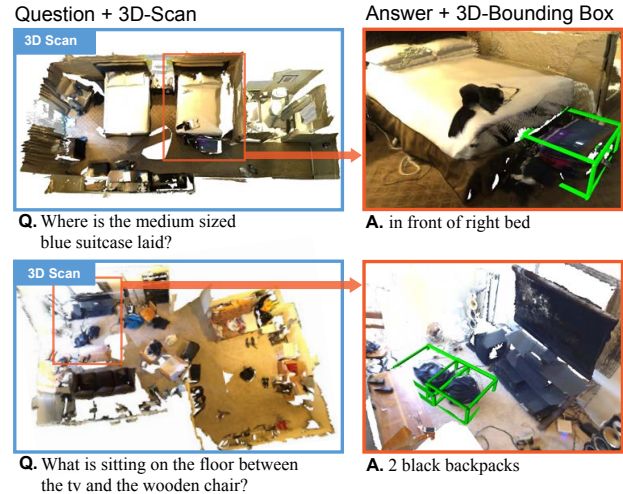 Question + 3D-Scan
Answer + 3D-Bounding Box
3D Scan
Q. Where is the medium sized
blue suitcase laid?
A. in front of right bed
3D Scan
Q. What is sitting on the floor between
the tv and the wooden chair?
A. 2 black backpacks